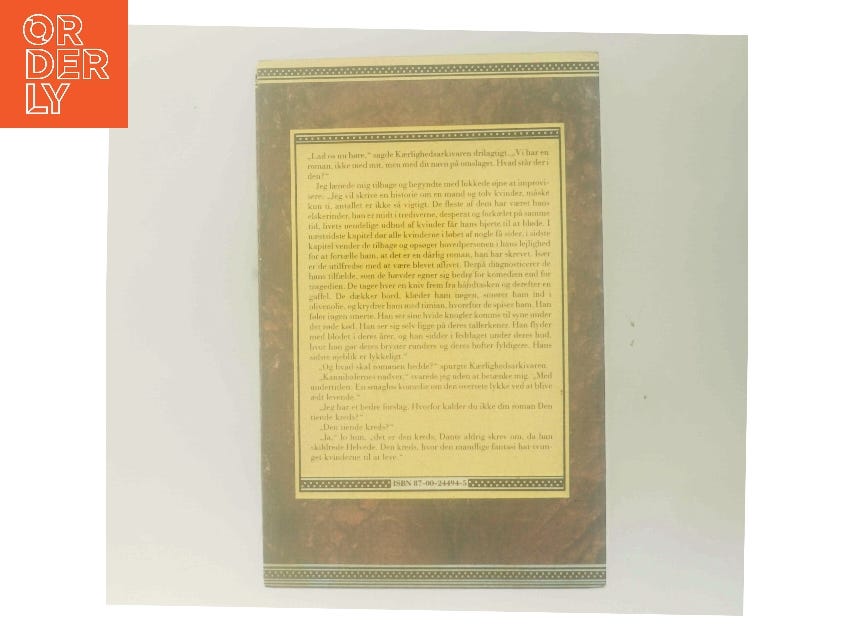 OR
DER
LY
„Lad os nu høre,“ sagde Kærlighedsarkivaren drilagtigt. „Vi har en
roman, ikke med mit, men med dit navn på omslaget. Hvad står der i
den?“
Jeg lænede mig tilbage og begyndte med lukkede øjne at improvi-
sere: „Jeg vil skrive en historie om en mand og tolv kvinder, måske
kun ti, antallet er ikke så vigtigt. De fleste af dem har været hans
elskerinder, han er midt i trediverne, desperat og forkælet på samme
tid, livets uendelige udbud af kvinder får hans hjerte til at bløde. I
næstsidste kapitel dør alle kvinderne i løbet af nogle få sider, i sidste
kapitel vender de tilbage og opsøger hovedpersonen i hans lejlighed
for at fortælle ham, at det er en dårlig roman, han har skrevet. Især
er de utilfredse med at være blevet aflivet. Derpå diagnosticerer de
hans tilfælde, som de hævder egner sig bedre for komedien end for
tragedien. De tager hver en kniv frem fra håndtasken og derefter en
gaffel. De dækker bord, klæder ham nøgen, smører ham ind i
olivenolie, og krydrer ham med timian, hvorefter de spiser ham. Han
føler ingen smerte. Han ser sine hvide knogler komme til syne under
det røde kød. Han ser sig selv ligge på deres tallerkener. Han flyder
med blodet i deres årer, og han sidder i fedtlaget under deres hud,
hvor han gør deres bryster rundere og deres hofter fyldigere. Hans
sidste øjeblik er lykkeligt.“
„Og hvad skal romanen hedde?“ spurgte Kærlighedsarkivaren.
„Kannibalernes nadver,“ svarede jeg uden at betænke mig. „Med
undertitlen: En smagløs komedie om den oversete lykke ved at blive
ædt levende.“
„Jeg har et bedre forslag. Hvorfor kalder du ikke din roman Den
tiende kreds?“
„Den tiende kreds?“
„Ja,“ lo hun, „det er den kreds, Dante aldrig skrev om, da han
skildrede Helvede. Den kreds, hvor den mandlige fantasi har tvun-
get kvinderne til at leve.“
ISBN 87-00-24494-5